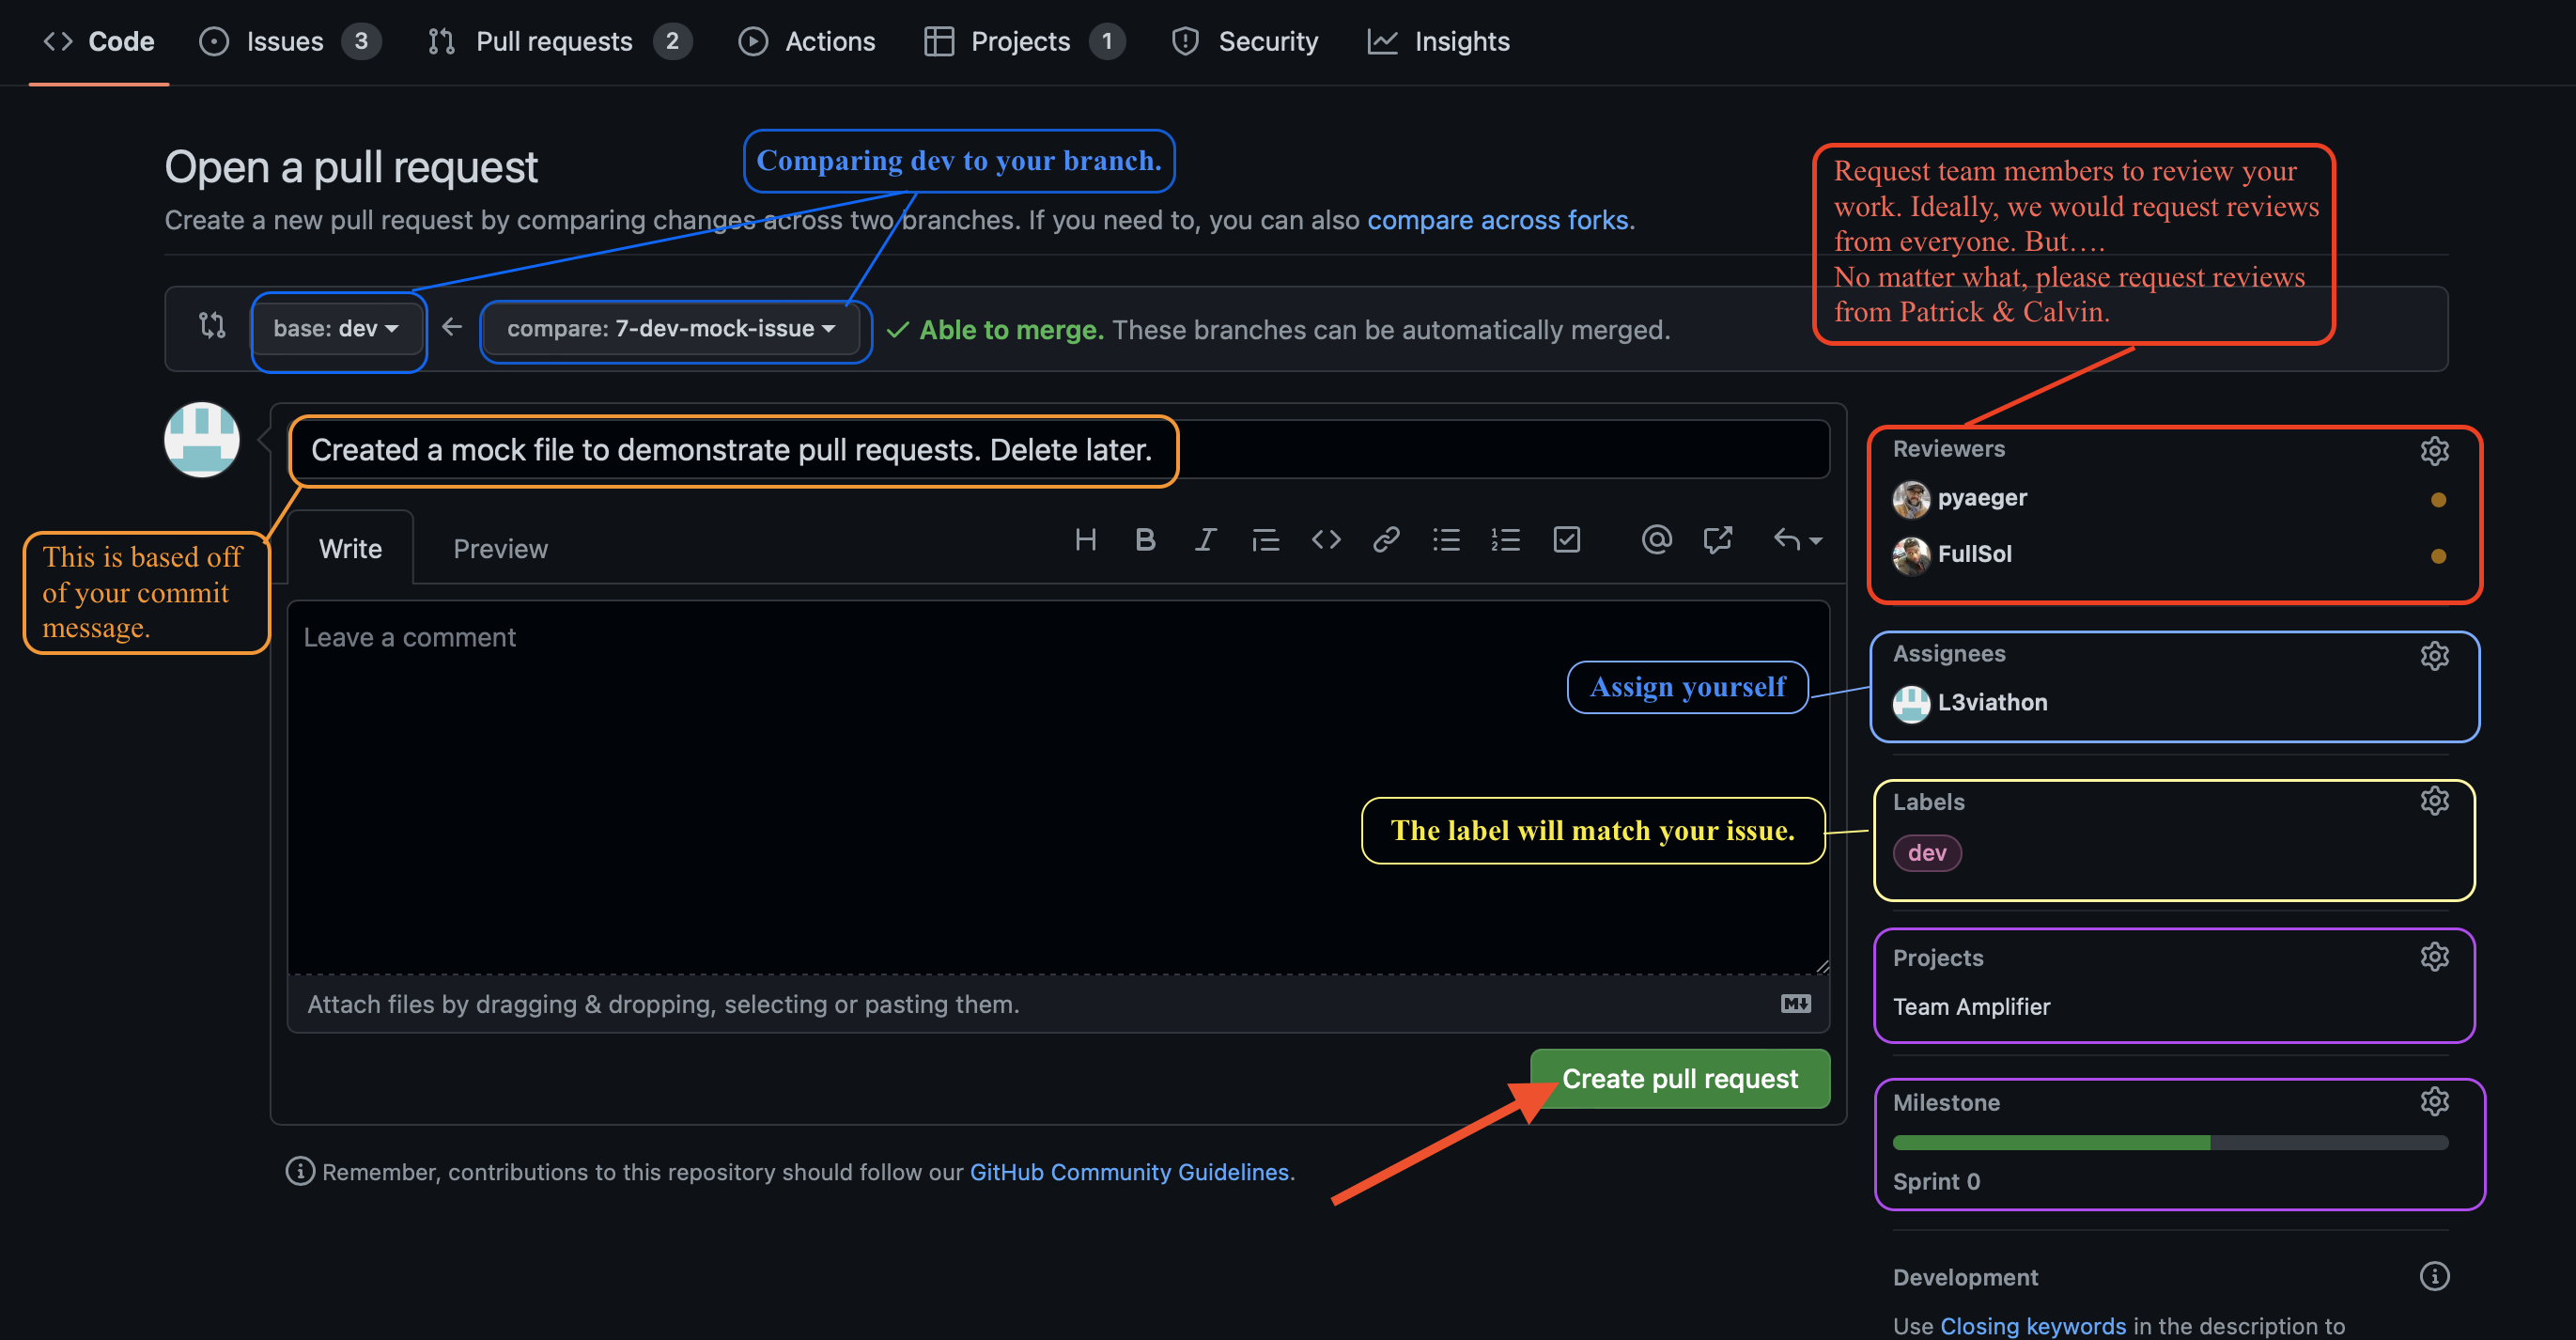 Code Issues 3 Pull requests 2 Actions Projects 1 Security Insights
Open a pull request
Comparing dev to your branch.
Create a new pull request by comparing changes across two branches. If you need to, you can also compare across forks.
Request team members to review your
work. Ideally, we would request reviews
from everyone. But….
No matter what, please request reviews
from Patrick & Calvin.
base: dev compare: 7-dev-mock-issue Able to merge. These branches can be automatically merged.
Created a mock file to demonstrate pull requests. Delete later.
This is based off
of your commit
message.
Write Preview
Leave a comment
Attach files by dragging & dropping, selecting or pasting them.
Create pull request
Remember, contributions to this repository should follow our GitHub Community Guidelines.
Reviewers
pyaeger
FullSol
Assign yourself
Assignees
L3viathon
The label will match your issue.
Labels
dev
Projects
Team Amplifier
Milestone
Sprint 0
Development
Use Closing keywords in the description to